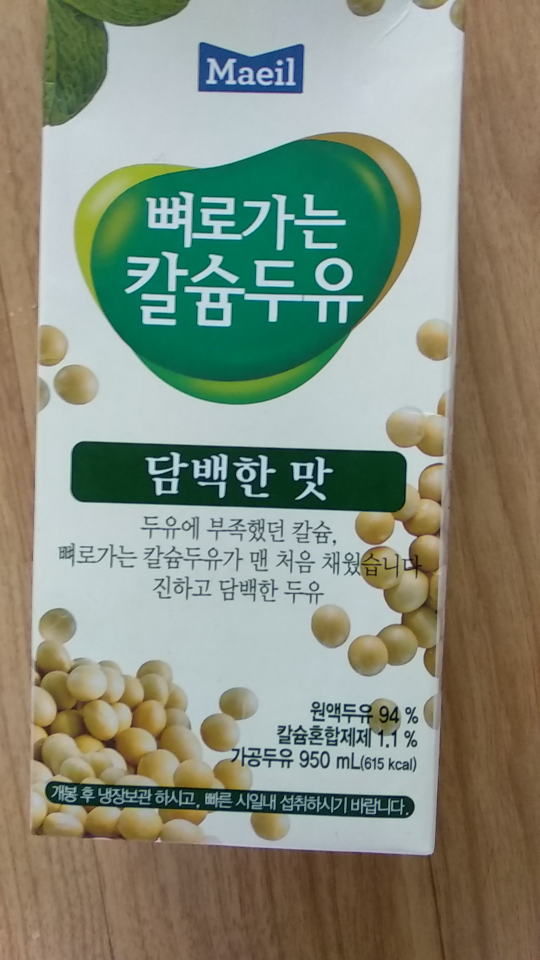 Maeil
뼈로가는
칼슘두유
담백한 맛
두유에 부족했던 칼슘,
뼈로가는 칼슘두유가 맨 처음 채웠습니다
진하고 담백한 두유
원액두유 94 %
칼슘혼합제제 1.1 %
가공두유 950 mL(615 kcal)
개봉 후 냉장보관 하시고, 빠른 시일내 섭취하시기 바랍니다.